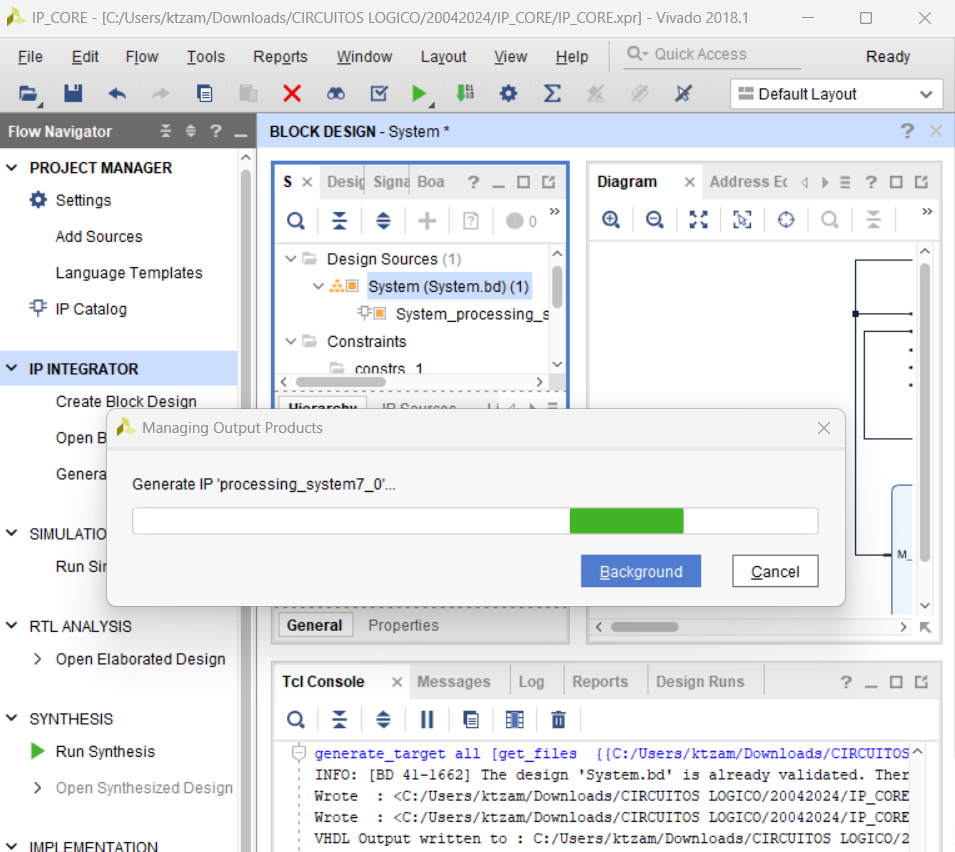 IP_CORE - [C:/Users/ktzam/Downloads/CIRCUITOS LOGICO/20042024/IP_CORE/IP_CORE.xpr] - Vivado 2018.1
File Edit Flow Tools Reports Window Layout View Help Quick Access Ready
Default Layout
Flow Navigator
PROJECT MANAGER
Settings
Add Sources
Language Templates
IP Catalog
IP INTEGRATOR
Create Block Design
Open B
Genera
SIMULATIO
Run Sir
RTL ANALYSIS
Open Elaborated Design
SYNTHESIS
Run Synthesis
Open Synthesized Design
IMPLEMENTATION
BLOCK DESIGN - System *
S Desig Signa Boa
0
Design Sources (1)
System (System.bd) (1)
System_processing_s
Constraints
constrs_1
Hierarchy IP Sources Li
Diagram Address Ed
M_
Managing Output Products
Generate IP 'processing_system7_0'...
Background Cancel
General Properties
Tcl Console Messages Log Reports Design Runs
generate_target all [get_files {{C:/Users/ktzam/Downloads/CIRCUITOS
INFO: [BD 41-1662] The design 'System.bd' is already validated. Ther
Wrote : <C:/Users/ktzam/Downloads/CIRCUITOS LOGICO/20042024/IP_CORE
Wrote : <C:/Users/ktzam/Downloads/CIRCUITOS LOGICO/20042024/IP_CORE
VHDL Output written to : C:/Users/ktzam/Downloads/CIRCUITOS LOGICO/2